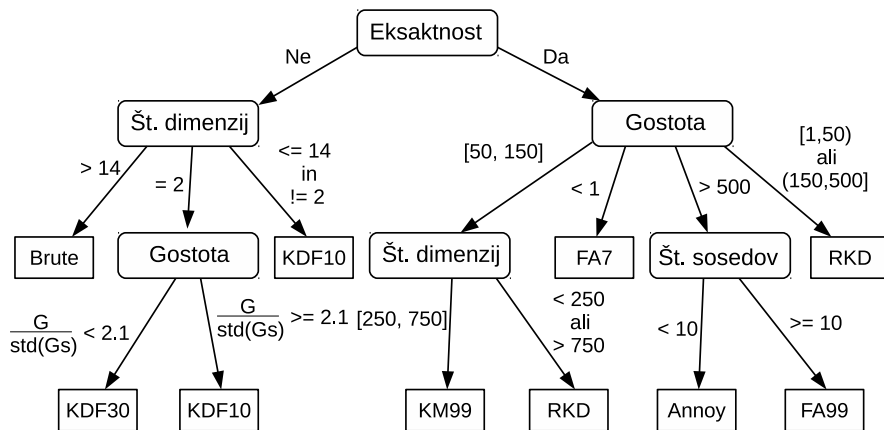 Eksaktnost
Ne
Da
Št. dimenzij
Gostota
> 14
= 2
<= 14
in
!= 2
[50, 150]
< 1
> 500
[1,50)
ali
(150,500]
Brute
Gostota
KDF10
Št. dimenzij
FA7
Št. sosedov
RKD
G
std(Gs)
< 2.1
G
std(Gs)
>= 2.1
[250, 750]
< 250
ali
> 750
< 10
>= 10
KDF30
KDF10
KM99
RKD
Annoy
FA99